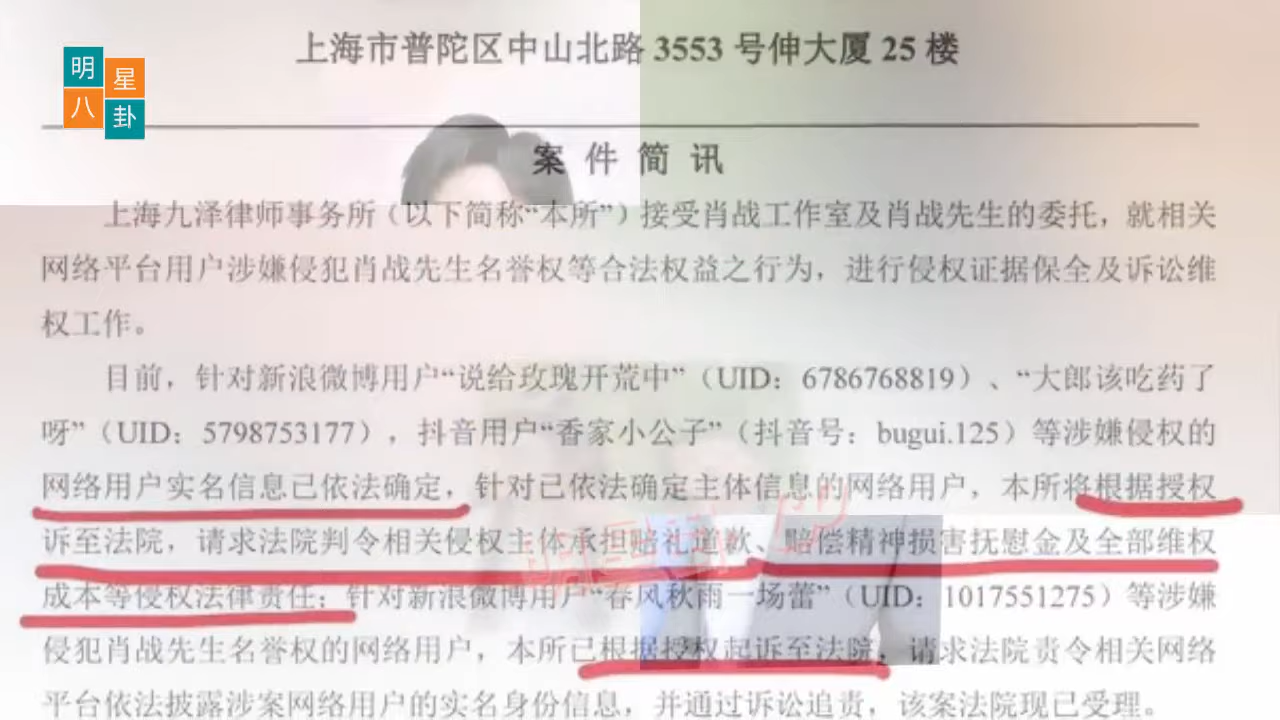 明星
八卦
上海市普陀区中山北路 3553 号伸大厦 25 楼
案 件 简 讯
上海九泽律师事务所（以下简称“本所”）接受肖战工作室及肖战先生的委托，就相关
网络平台用户涉嫌侵犯肖战先生名誉权等合法权益之行为，进行侵权证据保全及诉讼维
权工作。
目前，针对新浪微博用户“说给玫瑰开荒中”（UID：6786768819）、“大郎该吃药了
呀”（UID：5798753177），抖音用户“香家小公子”（抖音号：bugui.125）等涉嫌侵权的
网络用户实名信息已依法确定，针对已依法确定主体信息的网络用户，本所将根据授权
诉至法院，请求法院判令相关侵权主体承担赔礼道歉、赔偿精神损害抚慰金及全部维权
成本等侵权法律责任；针对新浪微博用户“春风秋雨一场蕾”（UID：1017551275）等涉嫌
侵犯肖战先生名誉权的网络用户，本所已根据授权起诉至法院，请求法院责令相关网络
平台依法披露涉案网络用户的实名身份信息，并通过诉讼追责，该案法院现已受理。